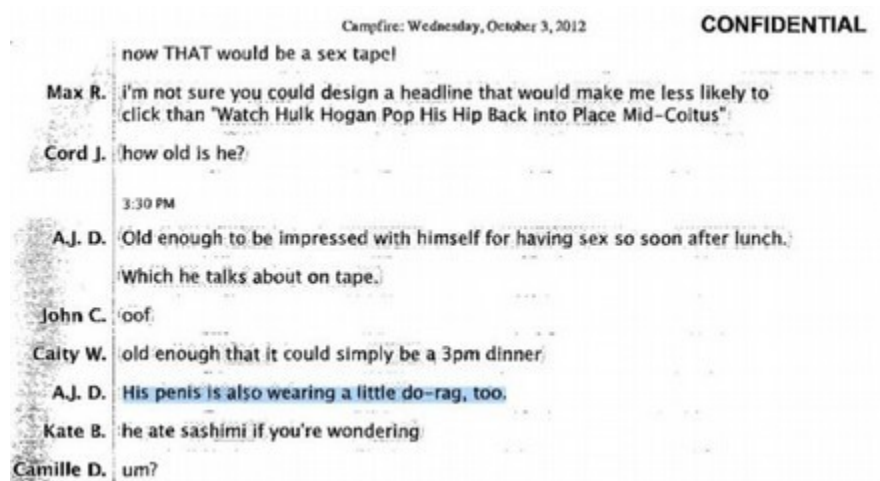 Campfire: Wednesday, October 3, 2012 CONFIDENTIAL
now THAT would be a sex tape!
Max R. i'm not sure you could design a headline that would make me less likely to
click than "Watch Hulk Hogan Pop His Hip Back into Place Mid-Coitus"
Cord J. how old is he?
3:30 PM
A.J. D. Old enough to be impressed with himself for having sex so soon after lunch.
Which he talks about on tape.
John C. oof
Caity W. old enough that it could simply be a 3pm dinner
A.J. D. His penis is also wearing a little do-rag, too.
Kate B. he ate sashimi if you're wondering
Camille D. um?